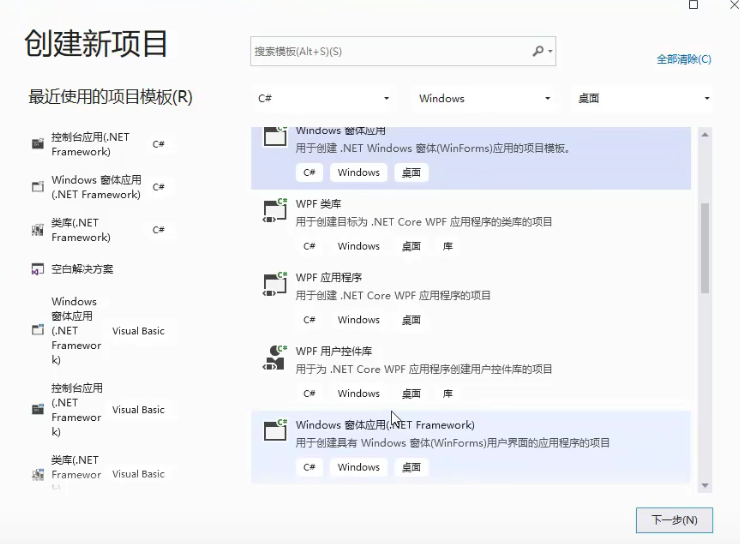 创建新项目
搜索模板(Alt+S)(S)
全部清除(C)
最近使用的项目模板(R)
C#
Windows
桌面
控制台应用(.NET
Framework)
C#
Windows 窗体应用
(.NET Framework)
C#
类库(.NET
Framework)
C#
空白解决方案
Windows
窗体应用
(.NET
Framewor
k)
Visual Basic
控制台应用
(.NET
Framewor
k)
Visual Basic
类库(.NET
Framewor
Visual Basic
Windows 窗体应用
用于创建 .NET Windows 窗体(WinForms)应用的项目模板。
C# Windows 桌面
WPF 类库
用于创建目标为 .NET Core WPF 应用程序的类库的项目
C# Windows 桌面 库
WPF 应用程序
用于创建 .NET Core WPF 应用程序的项目
C# Windows 桌面
WPF 用户控件库
用于为 .NET Core WPF 应用程序创建用户控件库的项目
C# Windows 桌面 库
Windows 窗体应用(.NET Framework)
用于创建具有 Windows 窗体(WinForms)用户界面的应用程序的项目
C# Windows 桌面
下一步(N)